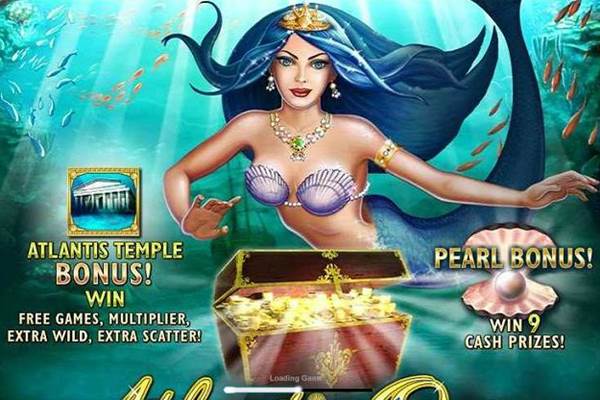 ATLANTIS TEMPLE
BONUS!
WIN
FREE GAMES, MULTIPLIER,
EXTRA WILD, EXTRA SCATTER!
PEARL BONUS!
WIN 9
CASH PRIZES!
Loading Game